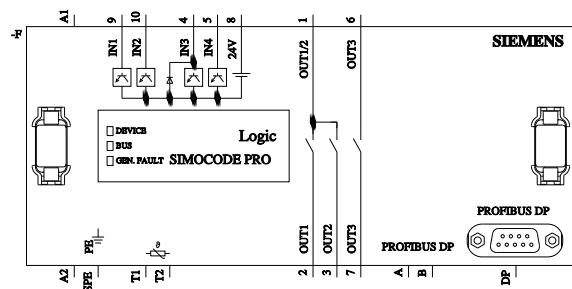 A1 9 10 4 5 8 1 6
IN1 IN2 IN3 IN4 24V OUT1/2 OUT3
SIEMENS
DEVICE
BUS
GEN. FAULT
Logic
SIMOCODE PRO
PE
ϑ
OUT1 OUT2 OUT3
PROFIBUS DP
PROFIBUS DP
A2 SPE T1 T2 2 3 7 A B DP